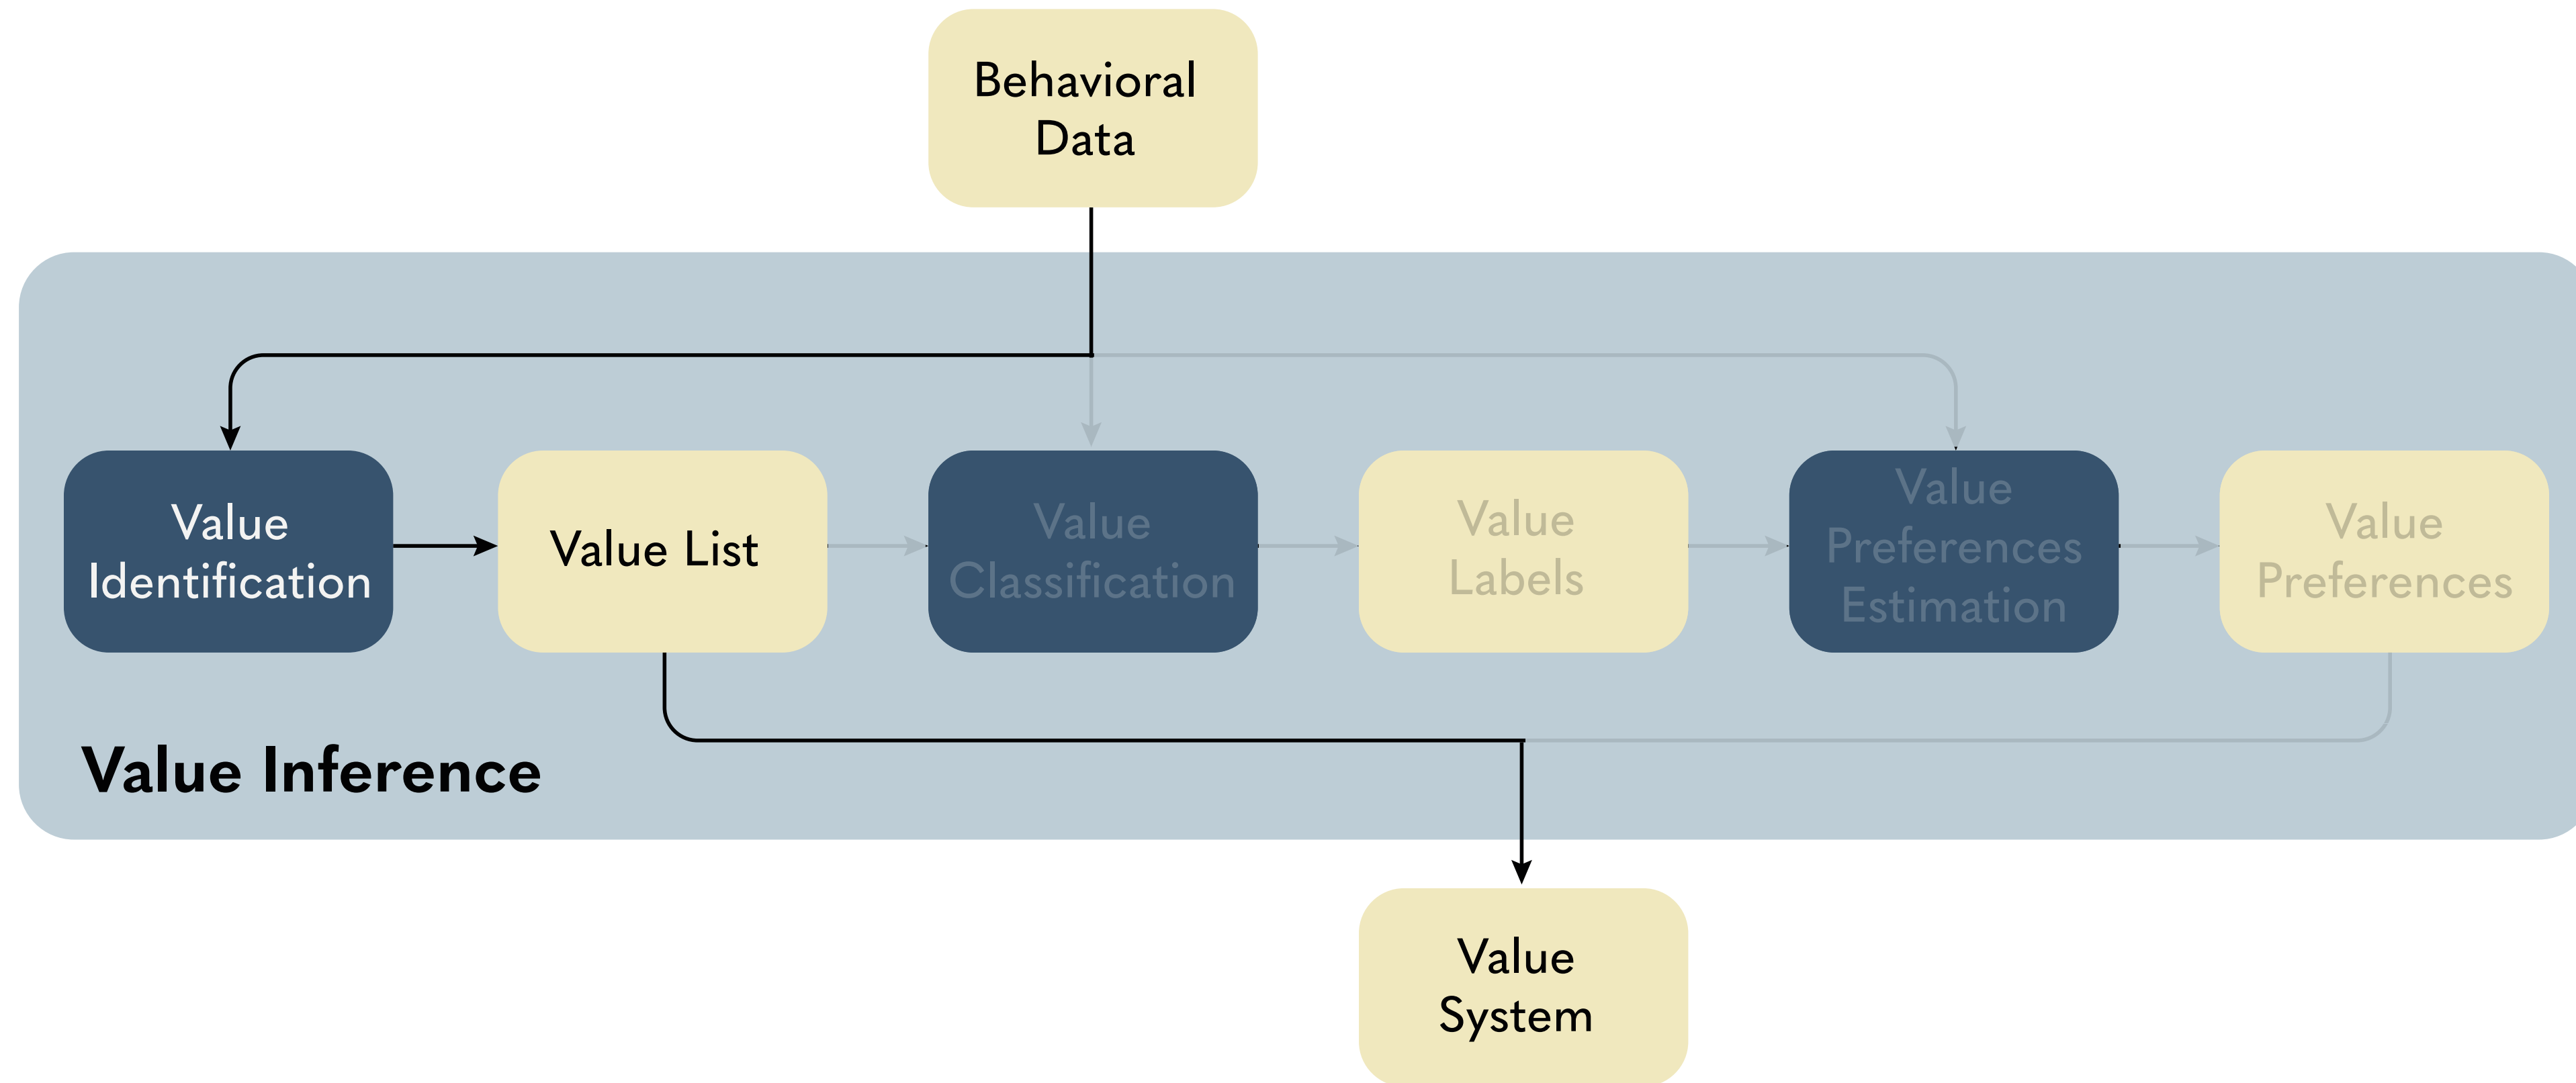 Behavioral
Data
Value
Identification
Value List
Value
Classification
Value
Labels
Value
Preferences
Estimation
Value
Preferences
Value Inference
Value
System